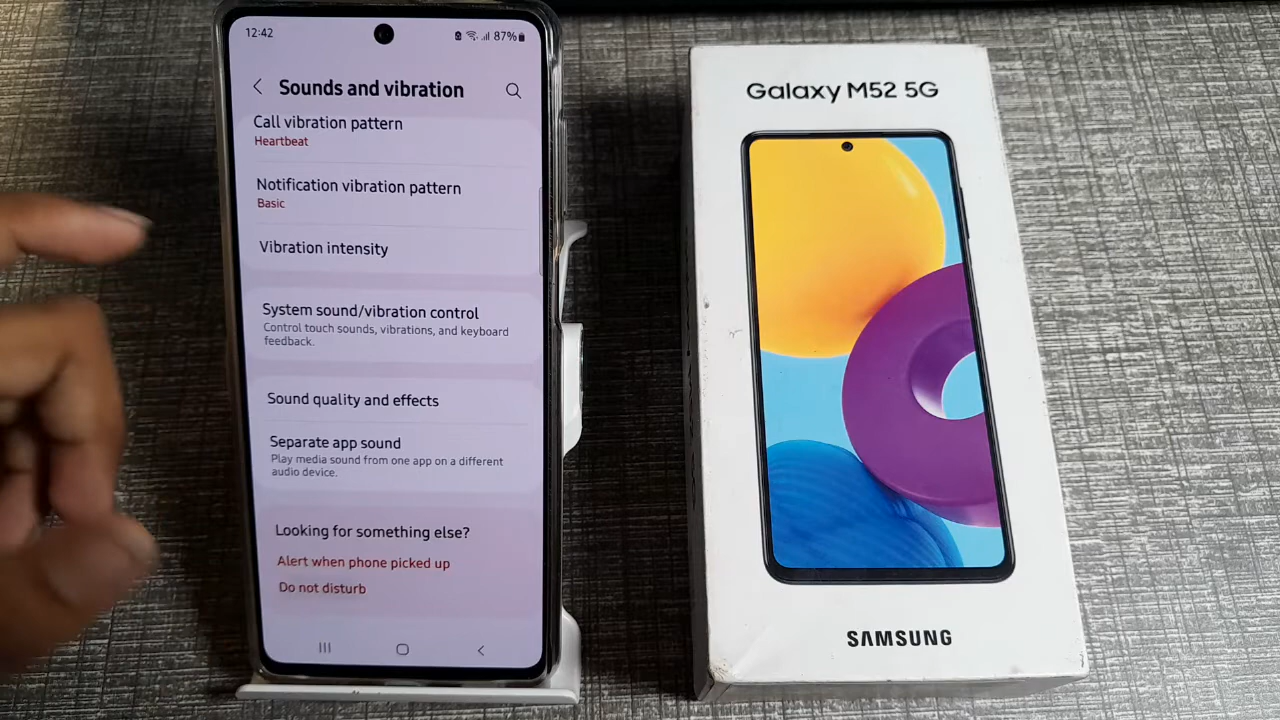 12:42
87%
Sounds and vibration
Call vibration pattern
Heartbeat
Notification vibration pattern
Basic
Vibration intensity
System sound/vibration control
Control touch sounds, vibrations, and keyboard
feedback.
Sound quality and effects
Separate app sound
Play media sound from one app on a different
audio device.
Looking for something else?
Alert when phone picked up
Do not disturb
Galaxy M52 5G
SAMSUNG